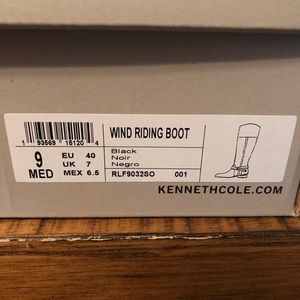 WIND RIDING BOOT
1 93569 15120 4
Black
Noir
Negro
9
MED
EU 40
UK 7
MEX 6.5
RLF9032SO 001
KENNETHCOLE.COM